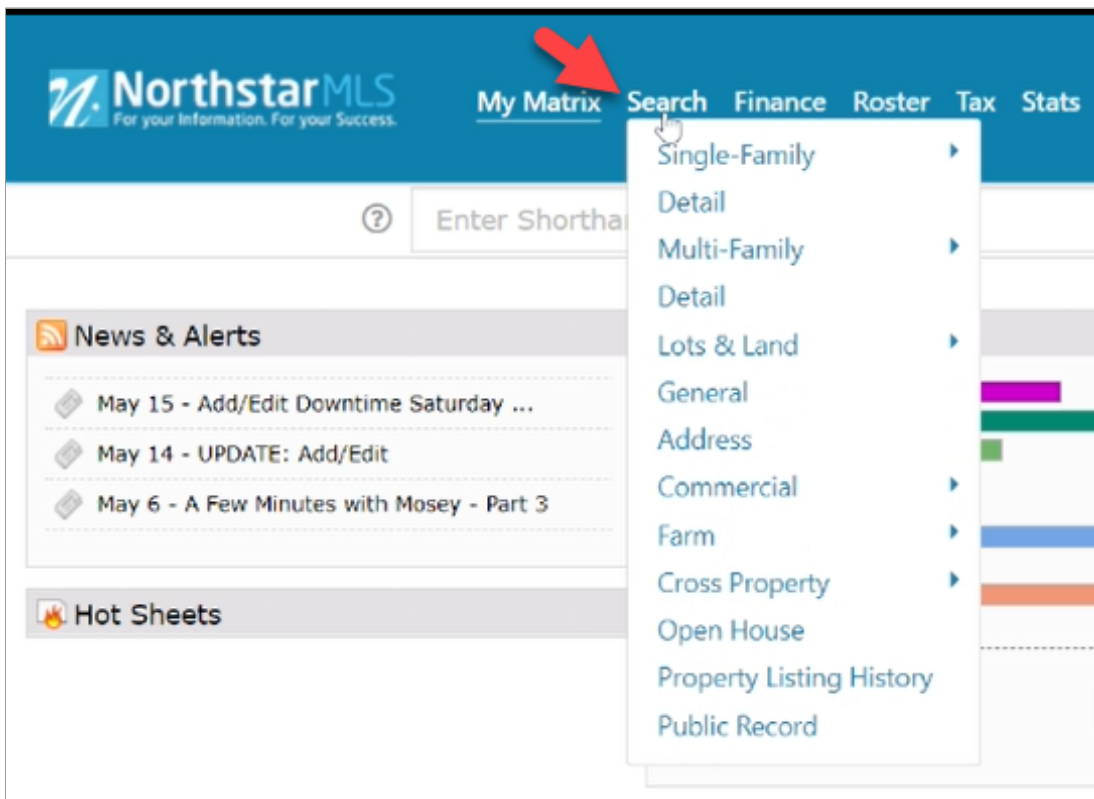 NorthstarMLS
For your Information. For your Success.
My Matrix Search Finance Roster Tax Stats
Enter Shortha
Single-Family
Detail
Multi-Family
Detail
Lots & Land
General
Address
Commercial
Farm
Cross Property
Open House
Property Listing History
Public Record
News & Alerts
May 15 - Add/Edit Downtime Saturday ...
May 14 - UPDATE: Add/Edit
May 6 - A Few Minutes with Mosey - Part 3
Hot Sheets